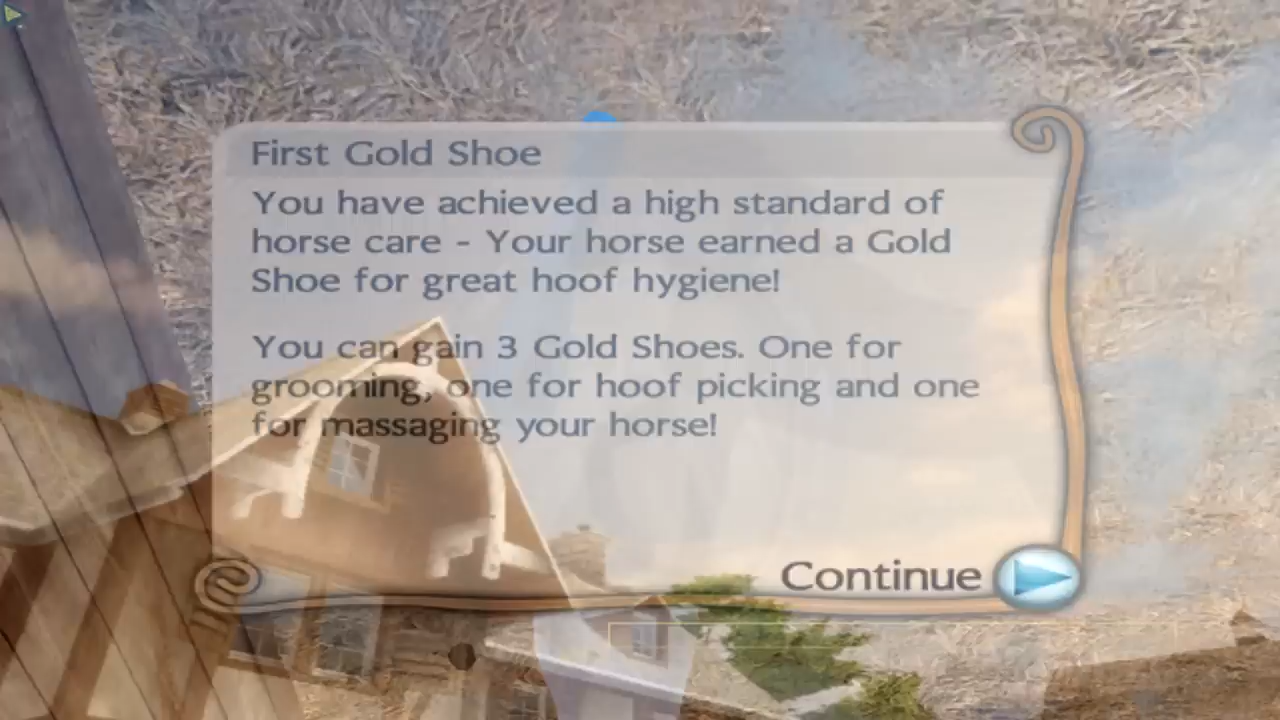 First Gold Shoe
You have achieved a high standard of
horse care - Your horse earned a Gold
Shoe for great hoof hygiene!
You can gain 3 Gold Shoes. One for
grooming, one for hoof picking and one
for massaging your horse!
Continue